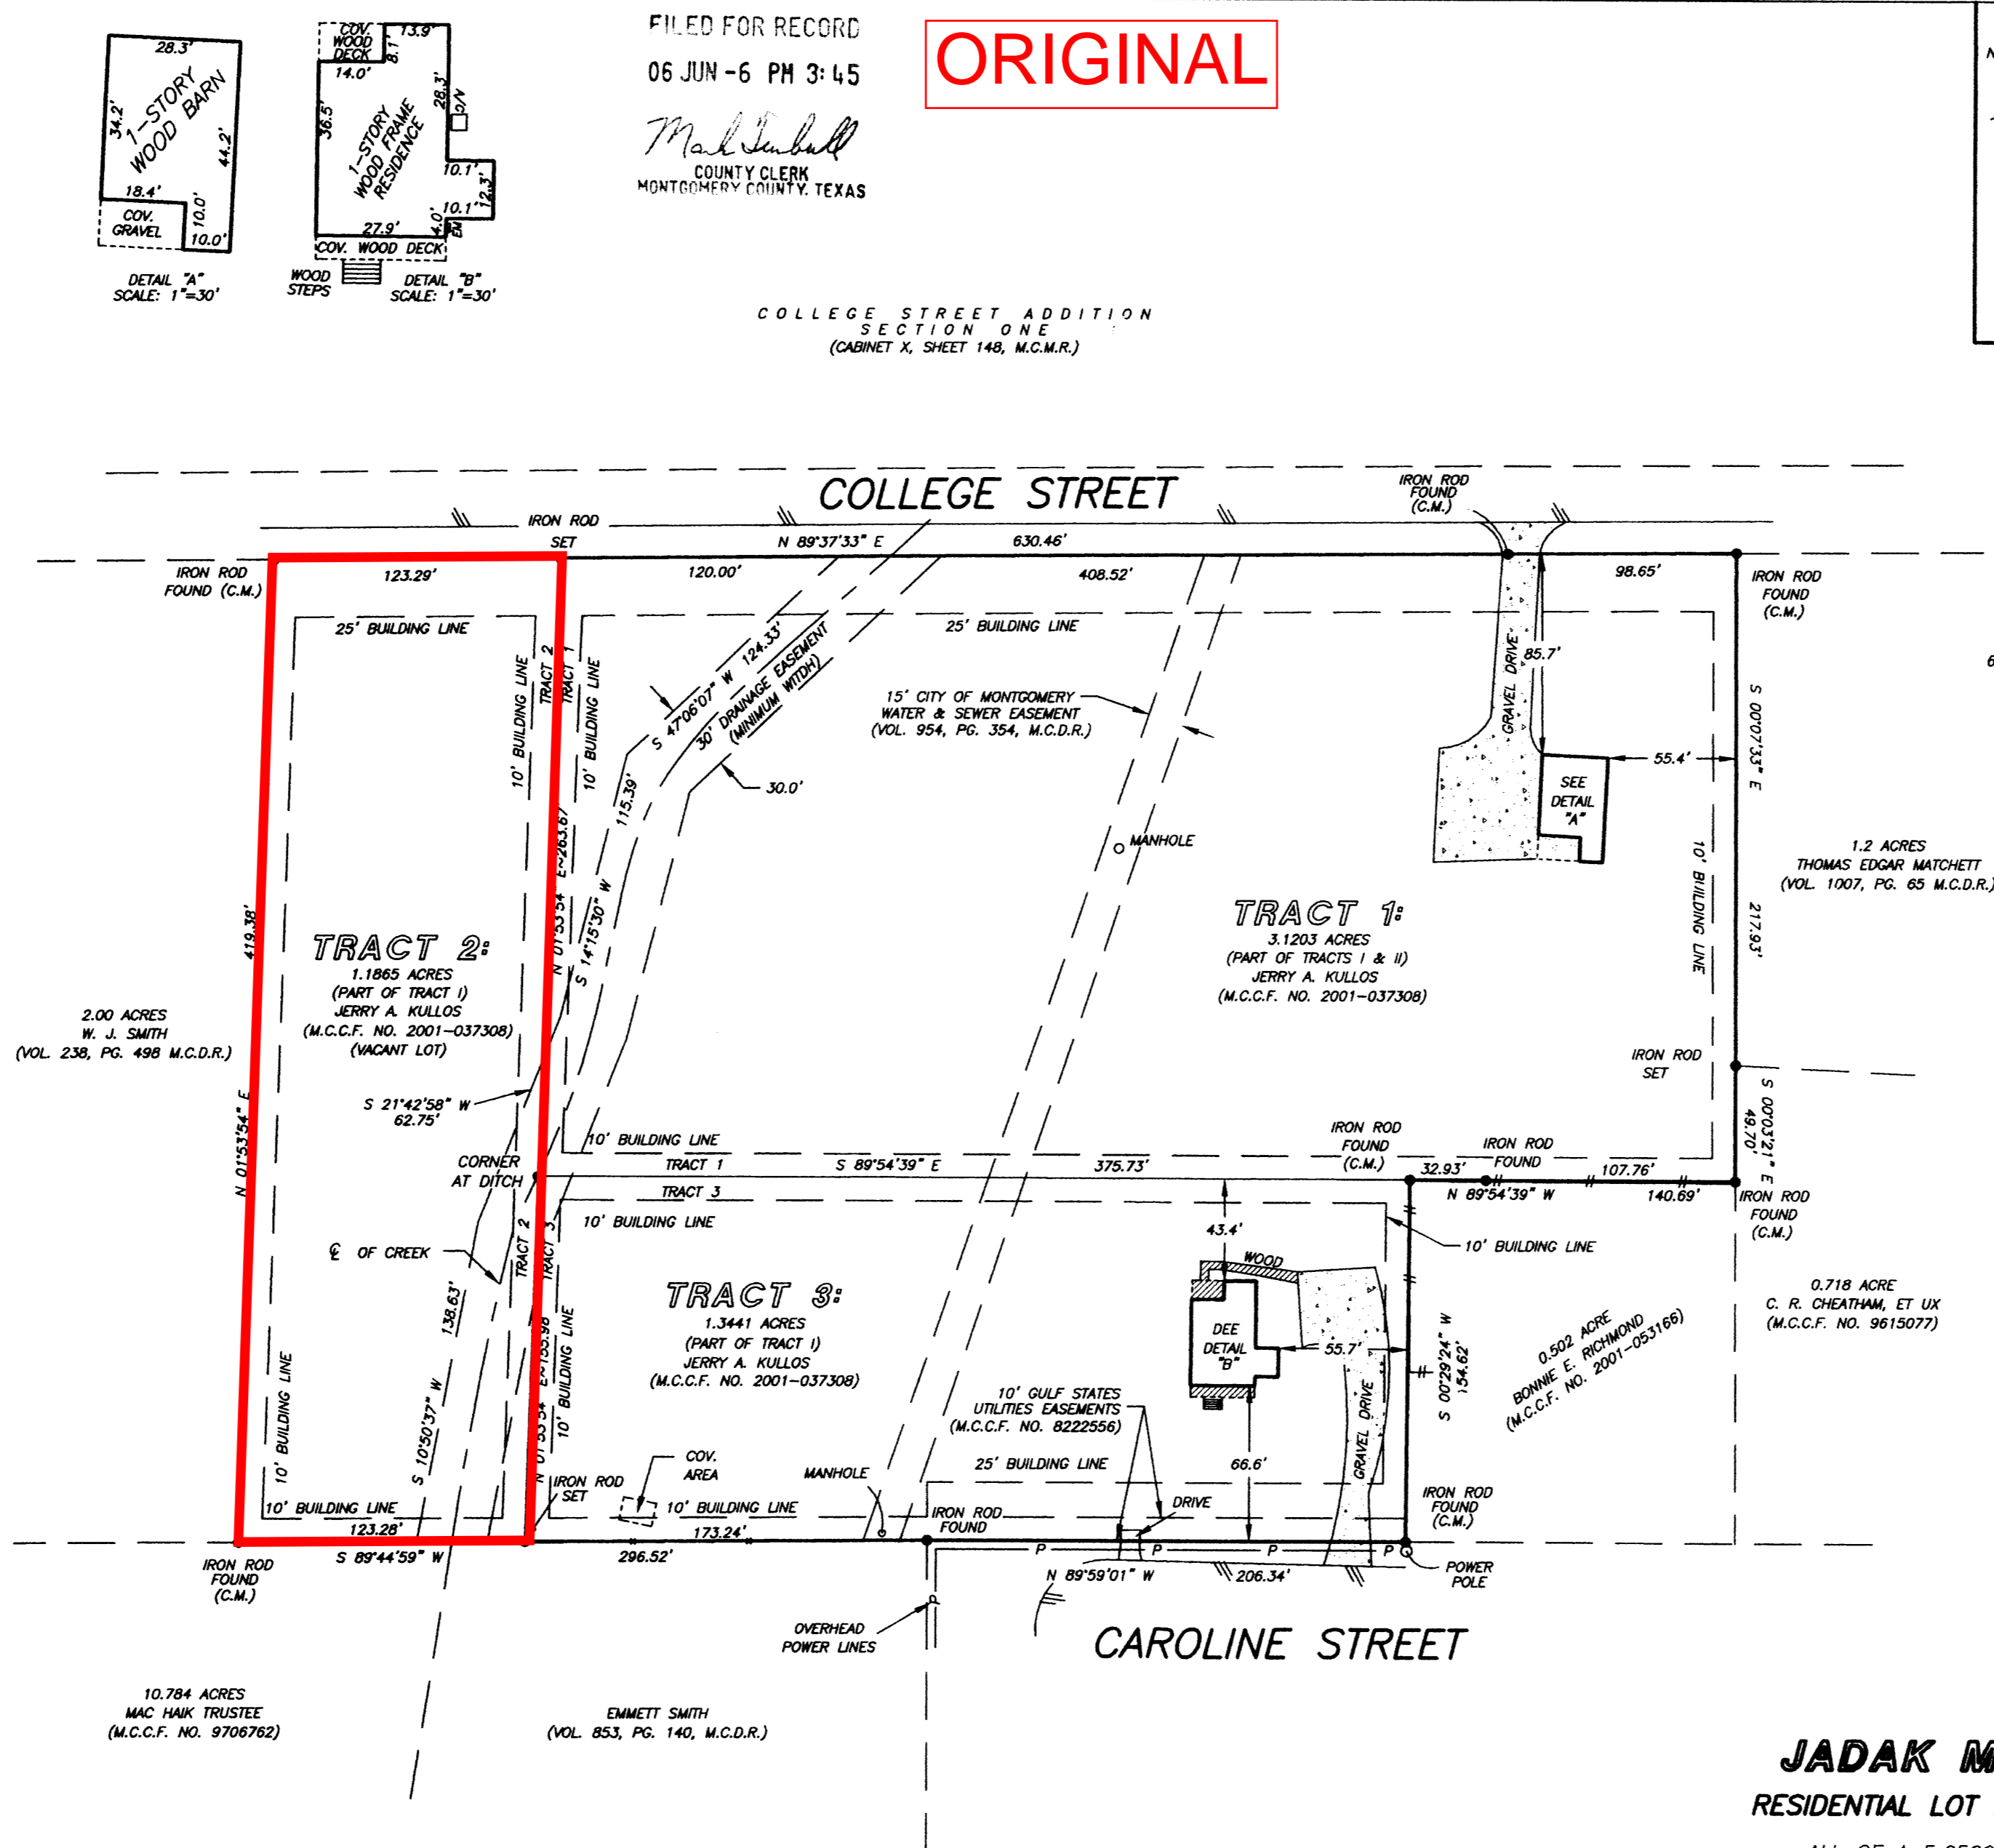 28.3'
34.2'
1-STORY
WOOD BARN
44.2'
18.4'
10.0'
10.0'
COV.
GRAVEL
DETAIL "A"
SCALE: 1"=30'
COV.
WOOD
DECK
13.9'
8.1'
14.0'
36.5'
28.3'
A/C
1-STORY
WOOD FRAME
RESIDENCE
10.1'
12.3'
10.1'
4.0'
EM
27.9'
COV. WOOD DECK
WOOD
STEPS
DETAIL "B"
SCALE: 1"=30'
FILED FOR RECORD
06 JUN -6 PM 3:45
COUNTY CLERK
MONTGOMERY COUNTY, TEXAS
ORIGINAL
COLLEGE STREET ADDITION
SECTION ONE
(CABINET X, SHEET 148, M.C.M.R.)
COLLEGE STREET
IRON ROD
FOUND
(C.M.)
IRON ROD
SET
N 89°37'33" E
630.46'
IRON ROD
FOUND (C.M.)
123.29'
120.00'
408.52'
98.65'
IRON ROD
FOUND
(C.M.)
25' BUILDING LINE
25' BUILDING LINE
10' BUILDING LINE
TRACT 2
TRACT 1
10' BUILDING LINE
S 47°06'07" W 124.33'
30' DRAINAGE EASEMENT
(MINIMUM WITDH)
30.0'
115.39'
S 14°15'30" W
N 01°53'54" E~263.67'
15' CITY OF MONTGOMERY
WATER & SEWER EASEMENT
(VOL. 954, PG. 354, M.C.D.R.)
MANHOLE
GRAVEL DRIVE
85.7'
55.4'
SEE
DETAIL
"A"
S 00°07'33" E
217.93'
10' BUILDING LINE
1.2 ACRES
THOMAS EDGAR MATCHETT
(VOL. 1007, PG. 65 M.C.D.R.)
419.38'
N 01°53'54" E
TRACT 2:
1.1865 ACRES
(PART OF TRACT I)
JERRY A. KULLOS
(M.C.C.F. NO. 2001-037308)
(VACANT LOT)
TRACT 1:
3.1203 ACRES
(PART OF TRACTS I & II)
JERRY A. KULLOS
(M.C.C.F. NO. 2001-037308)
2.00 ACRES
W. J. SMITH
(VOL. 238, PG. 498 M.C.D.R.)
S 21°42'58" W
62.75'
IRON ROD
SET
S 00°03'21" E
49.70'
CORNER
AT DITCH
10' BUILDING LINE
TRACT 1
S 89°54'39" E
375.73'
IRON ROD
FOUND
(C.M.)
IRON ROD
FOUND
32.93'
107.76'
N 89°54'39" W
140.69'
IRON ROD
FOUND
(C.M.)
TRACT 3
10' BUILDING LINE
TRACT 2
TRACT 3
℄ OF CREEK
138.63'
S 10°50'37" W
10' BUILDING LINE
N 01°53'54" E~155.98'
10' BUILDING LINE
43.4'
WOOD
10' BUILDING LINE
TRACT 3:
1.3441 ACRES
(PART OF TRACT I)
JERRY A. KULLOS
(M.C.C.F. NO. 2001-037308)
DEE
DETAIL
"B"
55.7'
GRAVEL DRIVE
S 00°29'24" W
154.62'
0.502 ACRE
BONNIE E. RICHMOND
(M.C.C.F. NO. 2001-053166)
0.718 ACRE
C. R. CHEATHAM, ET UX
(M.C.C.F. NO. 9615077)
10' GULF STATES
UTILITIES EASEMENTS
(M.C.C.F. NO. 8222556)
25' BUILDING LINE
66.6'
COV.
AREA
MANHOLE
IRON ROD
SET
10' BUILDING LINE
10' BUILDING LINE
IRON ROD
FOUND
DRIVE
IRON ROD
FOUND
(C.M.)
123.28'
173.24'
S 89°44'59" W
296.52'
P P P P
N 89°59'01" W
206.34'
POWER
POLE
IRON ROD
FOUND
(C.M.)
OVERHEAD
POWER LINES
CAROLINE STREET
10.784 ACRES
MAC HAIK TRUSTEE
(M.C.C.F. NO. 9706762)
EMMETT SMITH
(VOL. 853, PG. 140, M.C.D.R.)
JADAK M
RESIDENTIAL LOT